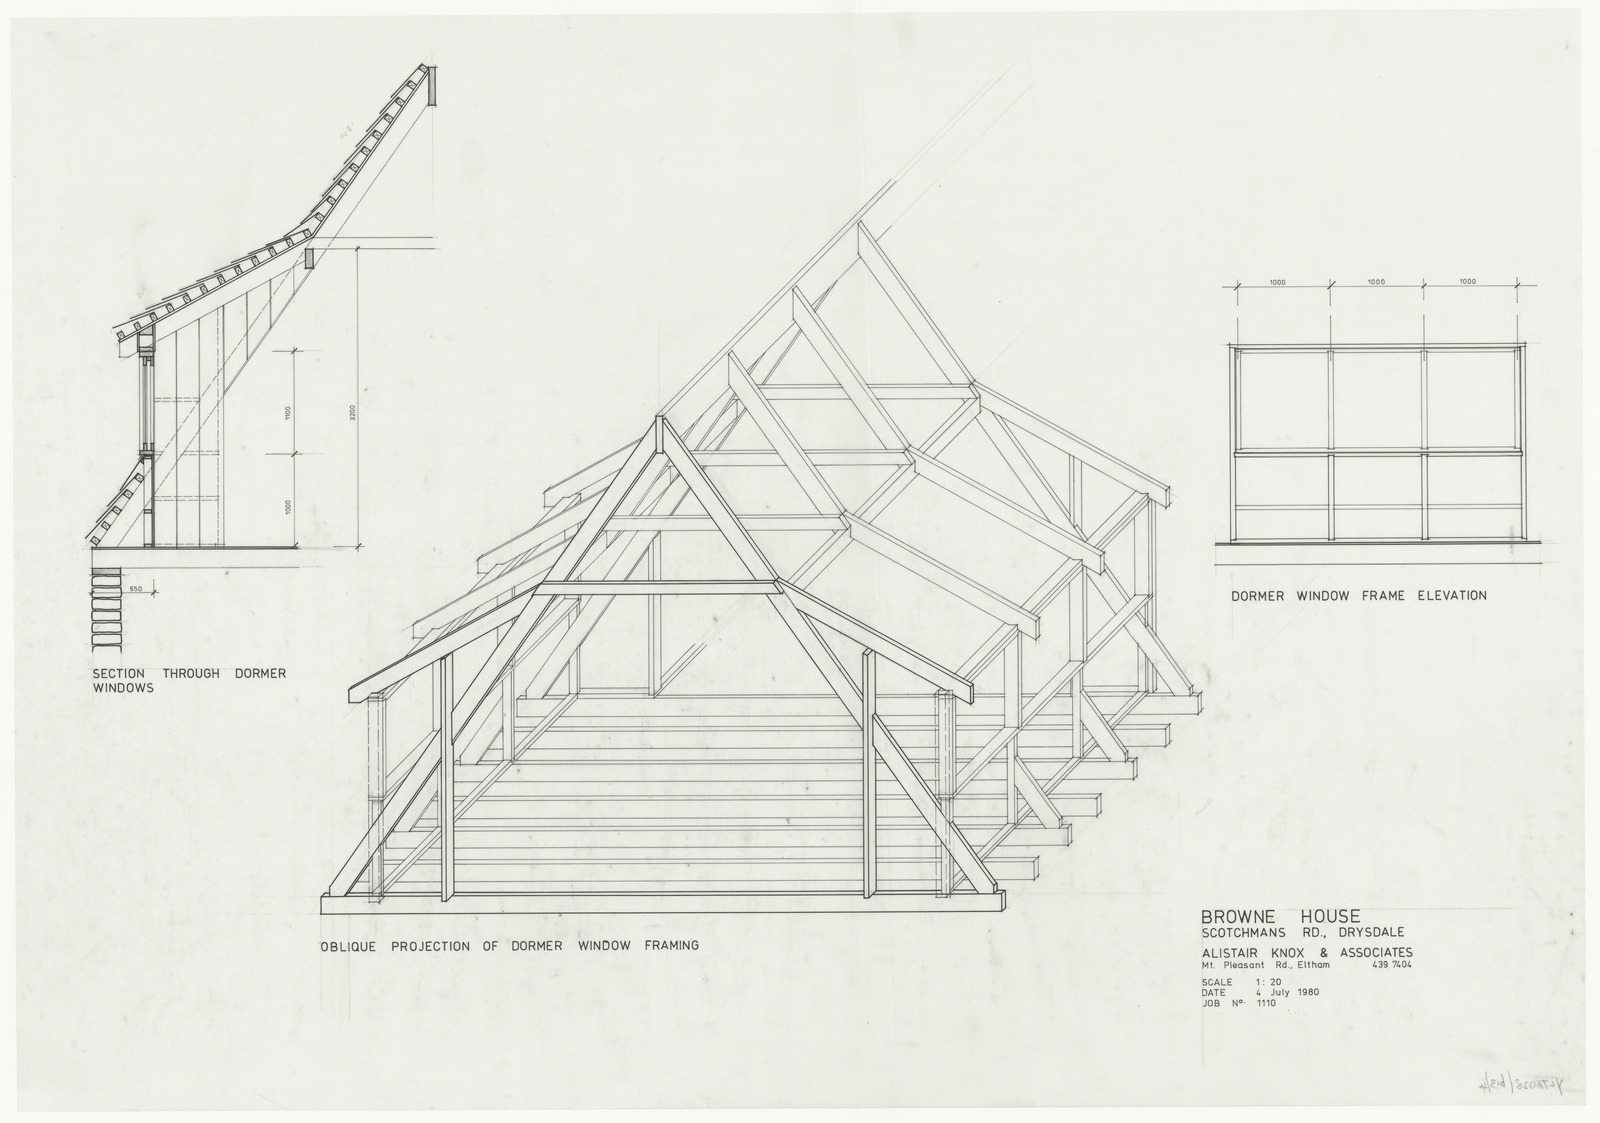 1000 1000 1000
1100
3200
1000
650
SECTION THROUGH DORMER
WINDOWS
DORMER WINDOW FRAME ELEVATION
OBLIQUE PROJECTION OF DORMER WINDOW FRAMING
BROWNE HOUSE
SCOTCHMANS RD., DRYSDALE
ALISTAIR KNOX & ASSOCIATES
Mt. Pleasant Rd., Eltham 439 7404
SCALE 1: 20
DATE 4 July 1980
JOB Nº. 1110